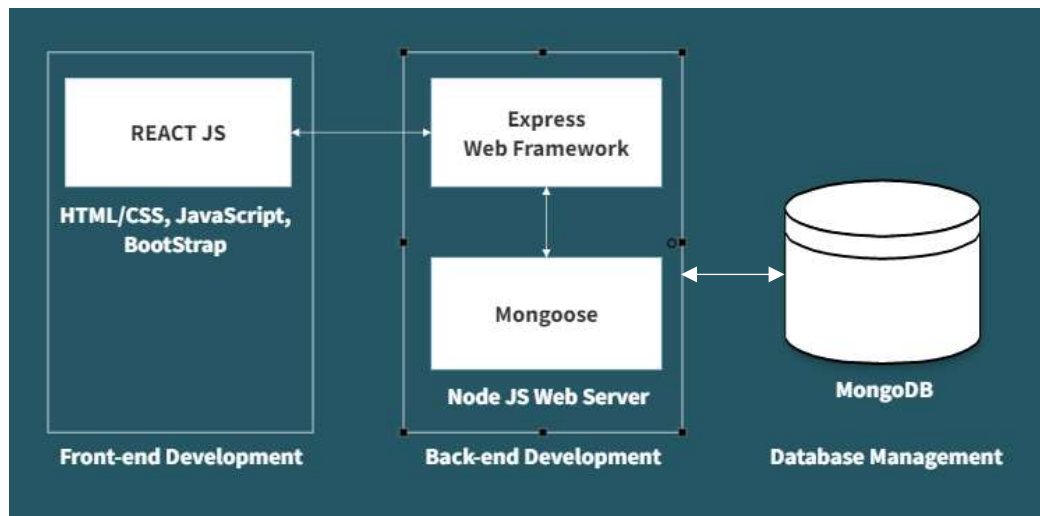 REACT JS
HTML/CSS, JavaScript,
BootStrap
Front-end Development
Express
Web Framework
Mongoose
Node JS Web Server
Back-end Development
MongoDB
Database Management